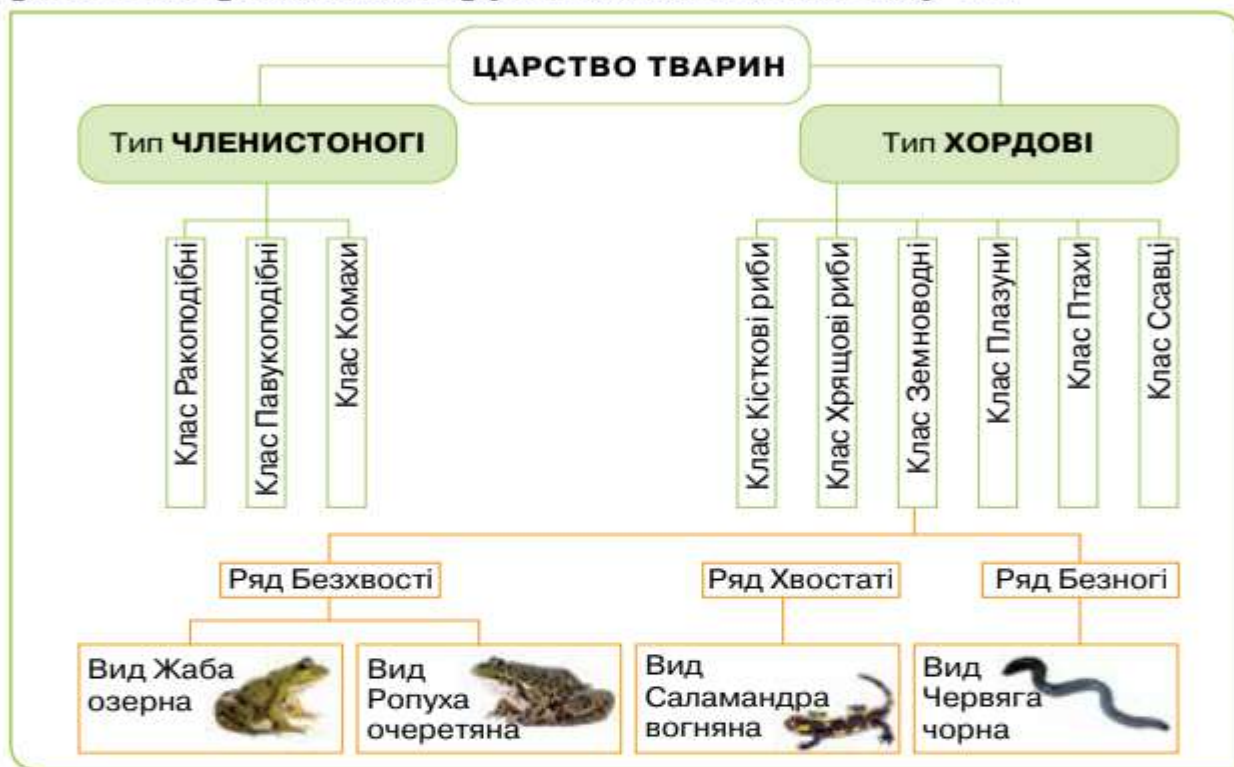 ЦАРСТВО ТВАРИН
Тип ЧЛЕНИСТОНОГІ
Тип ХОРДОВІ
Клас Ракоподібні
Клас Павукоподібні
Клас Комахи
Клас Кісткові риби
Клас Хрящові риби
Клас Земноводні
Клас Плазуни
Клас Птахи
Клас Ссавці
Ряд Безхвості
Ряд Хвостаті
Ряд Безногі
Вид Жаба
озерна
Вид
Ропуха
очеретяна
Вид
Саламандра
вогняна
Вид
Червяга
чорна